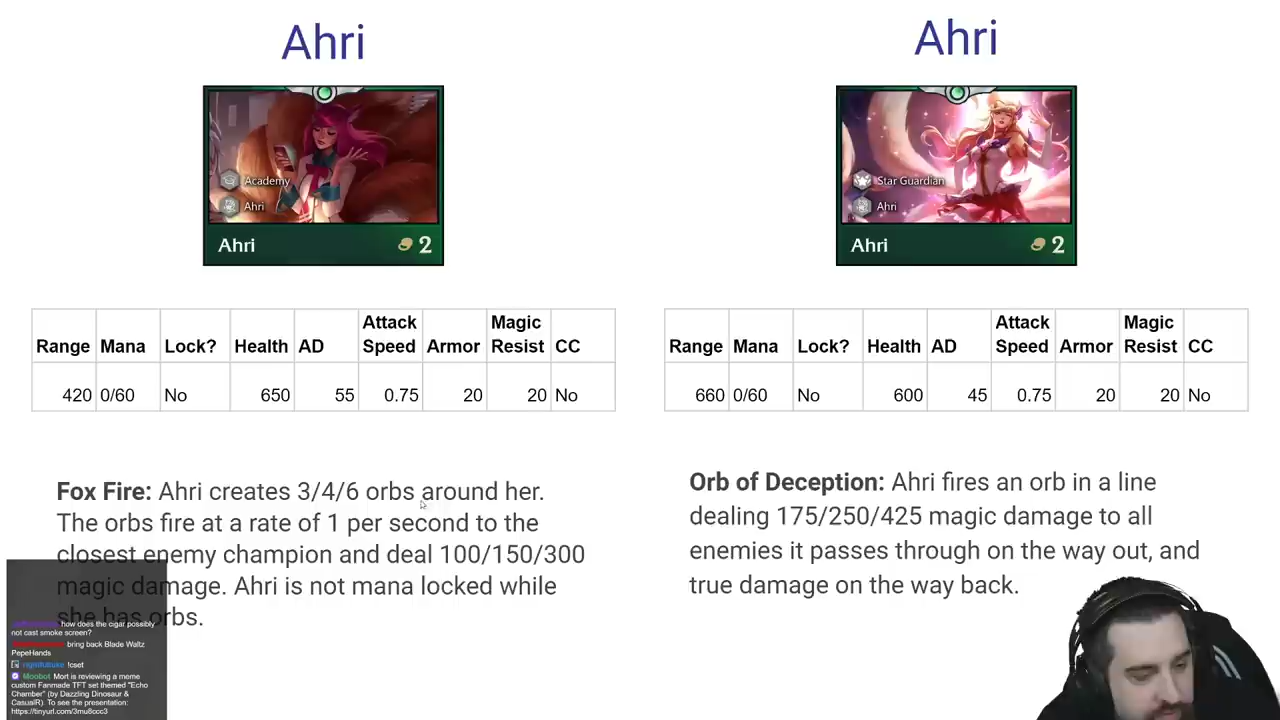 Ahri
Academy
Ahri
Ahri 2
Range Mana Lock? Health AD Attack Speed Armor Magic Resist CC
420 0/60 No 650 55 0.75 20 20 No
Fox Fire: Ahri creates 3/4/6 orbs around her.
The orbs fire at a rate of 1 per second to the
closest enemy champion and deal 100/150/300
magic damage. Ahri is not mana locked while
she has orbs.
Ahri
Star Guardian
Ahri
Ahri 2
Range Mana Lock? Health AD Attack Speed Armor Magic Resist CC
660 0/60 No 600 45 0.75 20 20 No
Orb of Deception: Ahri fires an orb in a line
dealing 175/250/425 magic damage to all
enemies it passes through on the way out, and
true damage on the way back.
how does the cigar possibly
not cast smoke screen?
bring back Blade Waltz
PepeHands
!cset
Moobot Mort is reviewing a meme
custom Fanmade TFT set themed "Echo
Chamber" (by Dazzling Dinosaur &
CasualR). To see the presentation:
https://tinyurl.com/3mu8ccc3